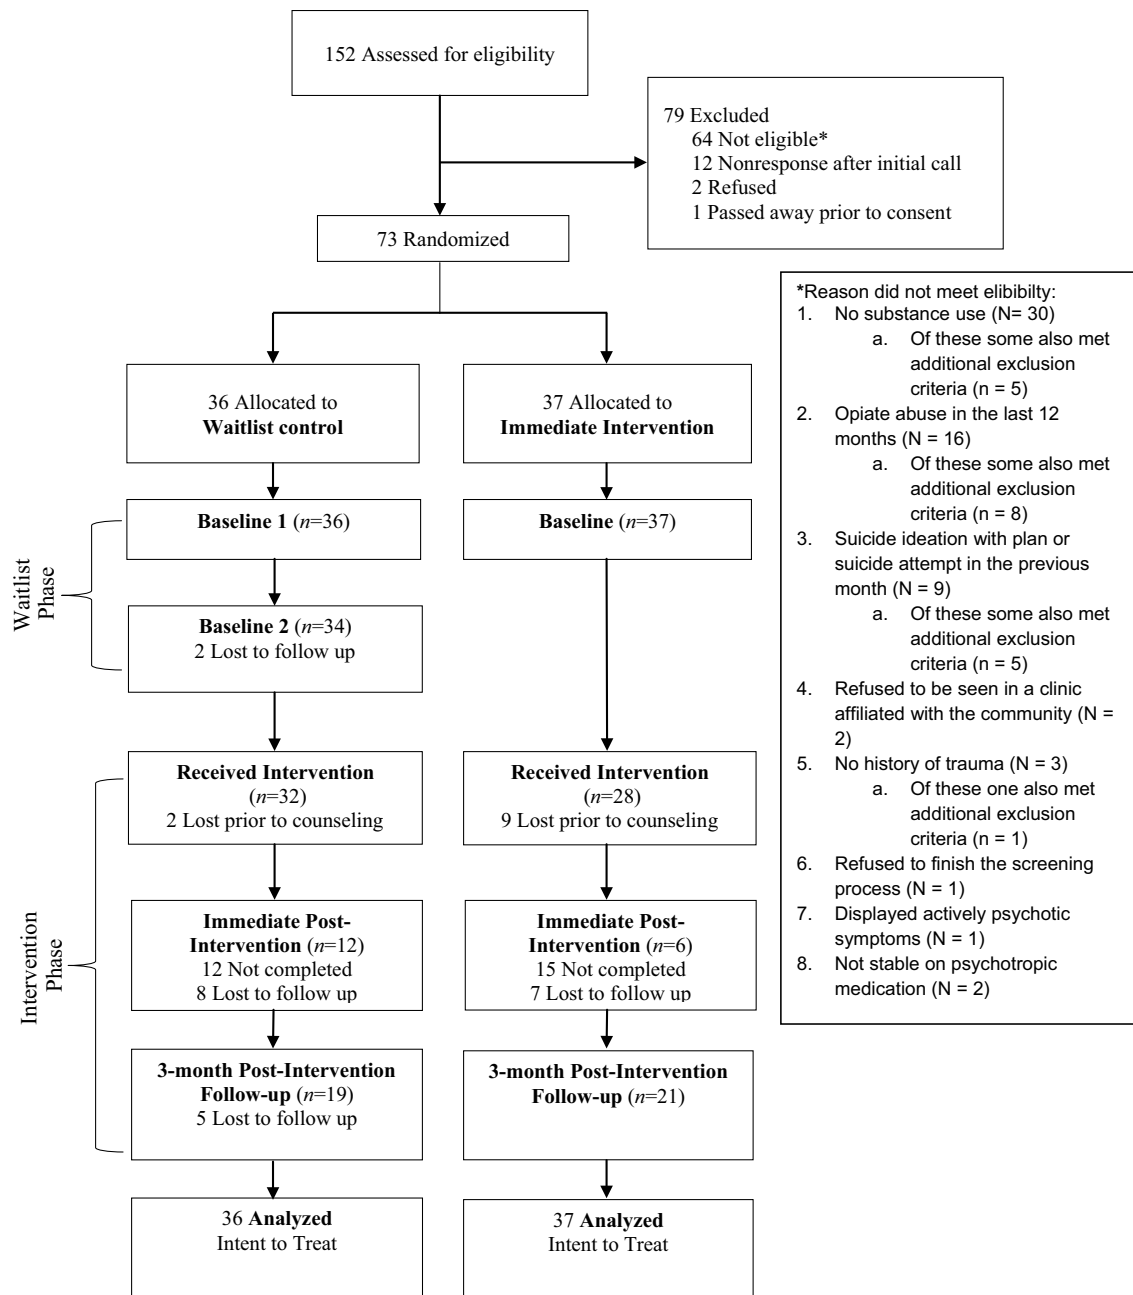 152 Assessed for eligibility
79 Excluded
64 Not eligible*
12 Nonresponse after initial call
2 Refused
1 Passed away prior to consent
73 Randomized
*Reason did not meet elibibilty:
1. No substance use (N= 30)
a. Of these some also met
additional exclusion
criteria (n = 5)
2. Opiate abuse in the last 12
months (N = 16)
a. Of these some also met
additional exclusion
criteria (n = 8)
3. Suicide ideation with plan or
suicide attempt in the previous
month (N = 9)
a. Of these some also met
additional exclusion
criteria (n = 5)
4. Refused to be seen in a clinic
affiliated with the community (N =
2)
5. No history of trauma (N = 3)
a. Of these one also met
additional exclusion
criteria (n = 1)
6. Refused to finish the screening
process (N = 1)
7. Displayed actively psychotic
symptoms (N = 1)
8. Not stable on psychotropic
medication (N = 2)
36 Allocated to
Waitlist control
37 Allocated to
Immediate Intervention
Waitlist
Phase
Baseline 1 (n=36)
Baseline (n=37)
Baseline 2 (n=34)
2 Lost to follow up
Intervention
Phase
Received Intervention
(n=32)
2 Lost prior to counseling
Received Intervention
(n=28)
9 Lost prior to counseling
Immediate Post-
Intervention (n=12)
12 Not completed
8 Lost to follow up
Immediate Post-
Intervention (n=6)
15 Not completed
7 Lost to follow up
3-month Post-Intervention
Follow-up (n=19)
5 Lost to follow up
3-month Post-Intervention
Follow-up (n=21)
36 Analyzed
Intent to Treat
37 Analyzed
Intent to Treat